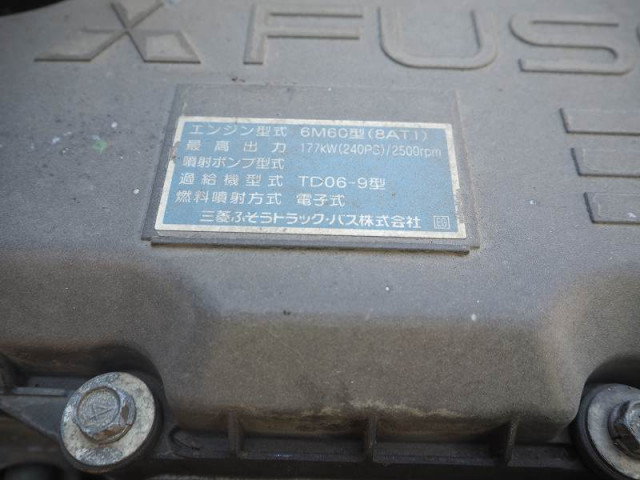 FUS
エンジン型式 6M60型(8AT1)
最高出力 177kW(240PS)/2500rpm
噴射ポンプ型式
過給機型式 TD06-9型
燃料噴射方式 電子式
三菱ふそうトラック・バス株式会社